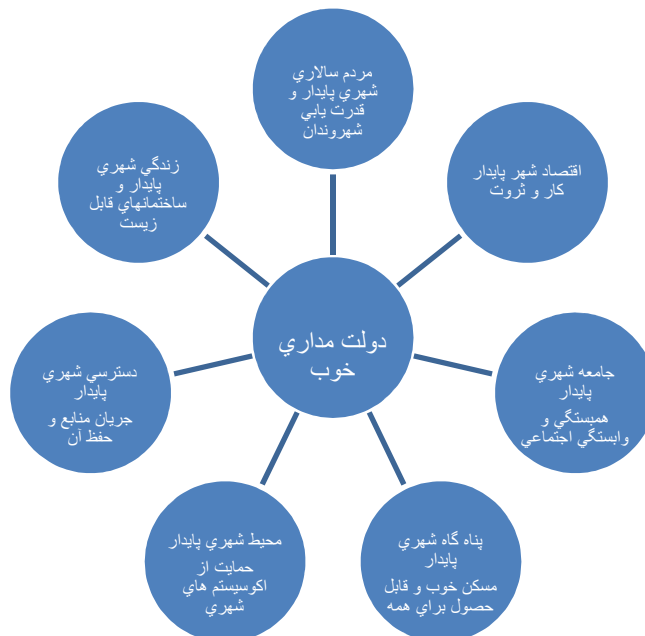 مردم سالاري
شهري پايدار و
قدرت يابي
شهروندان
اقتصاد شهر پايدار
كار و ثروت
جامعه شهري
پايدار
همبستگي و
وابستگي اجتماعي
پناه گاه شهري
پايدار
مسكن خوب و قابل
حصول براي همه
محيط شهري پايدار
حمايت از
اكوسيستم هاي
شهري
دسترسي شهري
پايدار
جريان منابع و
حفظ آن
زندگي شهري
پايدار و
ساختمانهاي قابل
زيست
دولت مداري
خوب